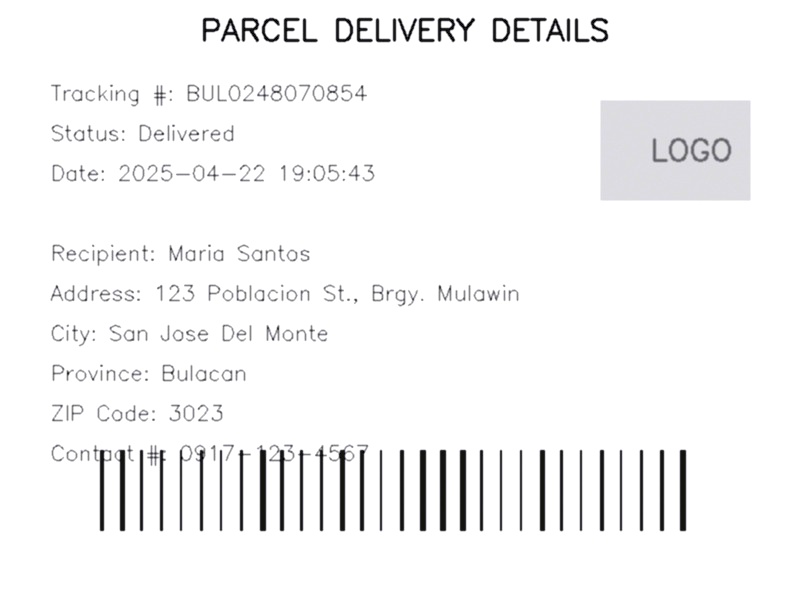 PARCEL DELIVERY DETAILS
Tracking #: BUL0248070854
Status: Delivered
Date: 2025-04-22 19:05:43
LOGO
Recipient: Maria Santos
Address: 123 Poblacion St., Brgy. Mulawin
City: San Jose Del Monte
Province: Bulacan
ZIP Code: 3023
Contact #: 0917-123-4567